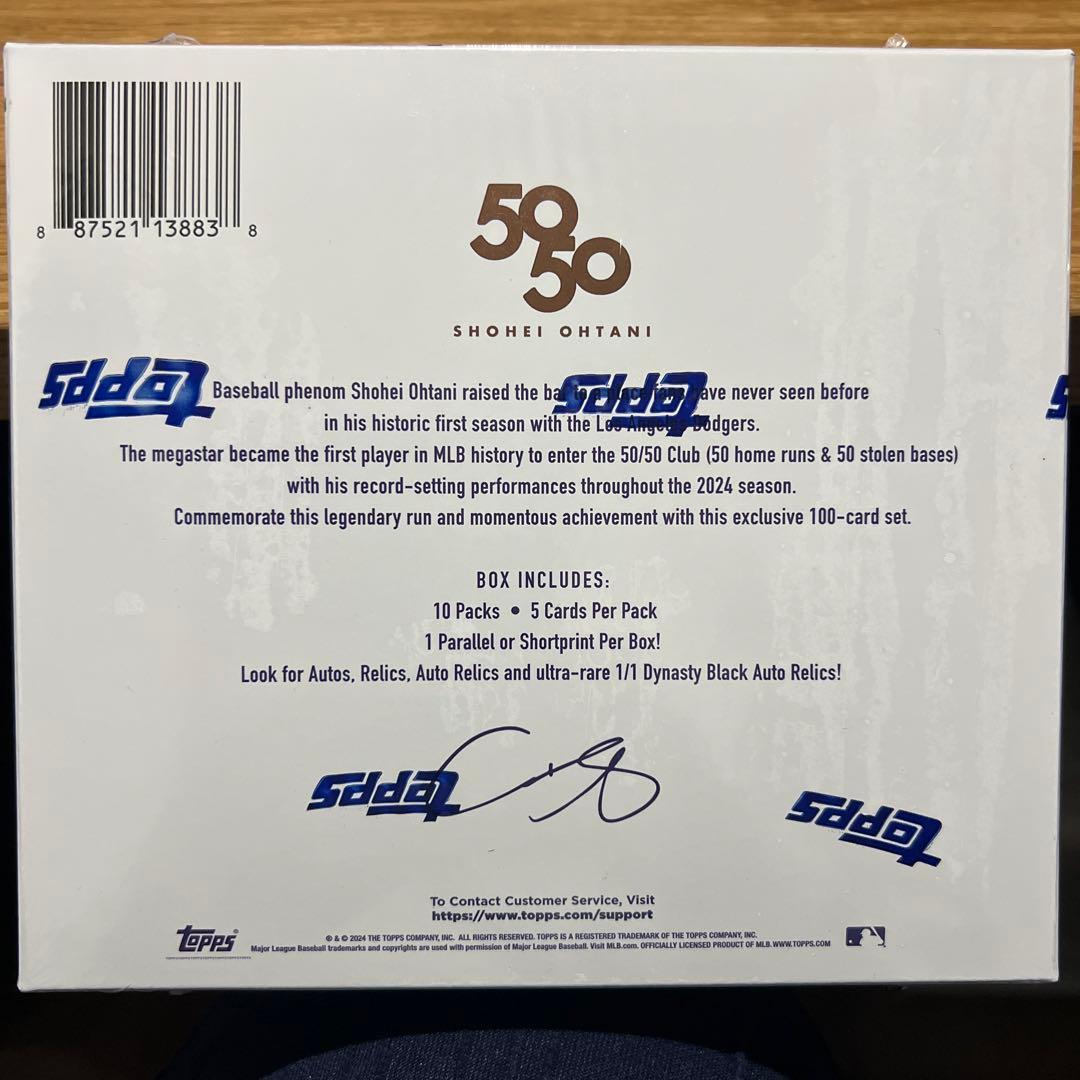 8 87521 13883 8
50
50
SHOHEI OHTANI
topps
topps
Baseball phenom Shohei Ohtani raised the bar to a place fans have never seen before
in his historic first season with the Los Angeles Dodgers.
The megastar became the first player in MLB history to enter the 50/50 Club (50 home runs & 50 stolen bases)
with his record-setting performances throughout the 2024 season.
Commemorate this legendary run and momentous achievement with this exclusive 100-card set.
BOX INCLUDES:
10 Packs • 5 Cards Per Pack
1 Parallel or Shortprint Per Box!
Look for Autos, Relics, Auto Relics and ultra-rare 1/1 Dynasty Black Auto Relics!
topps
topps
To Contact Customer Service, Visit
https://www.topps.com/support
topps
® & © 2024 THE TOPPS COMPANY, INC. ALL RIGHTS RESERVED. TOPPS IS A REGISTERED TRADEMARK OF THE TOPPS COMPANY, INC.
Major League Baseball trademarks and copyrights are used with permission of Major League Baseball. Visit MLB.com. OFFICIALLY LICENSED PRODUCT OF MLB. WWW.TOPPS.COM